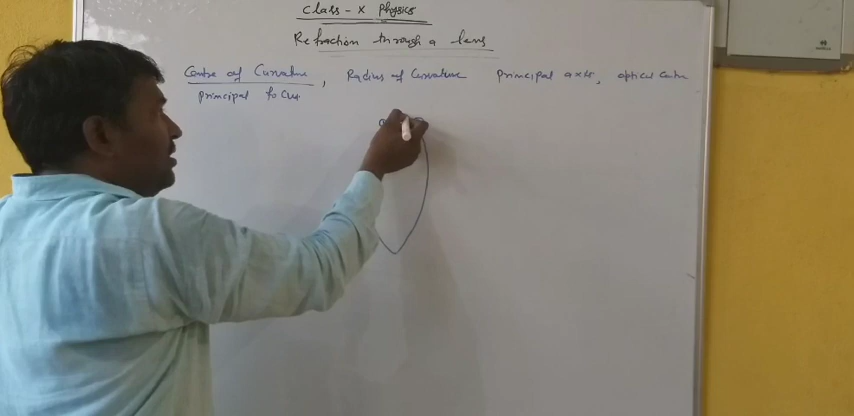 Class - X Physics
Refraction through a lens
Centre of Curvature, Radius of Curvature Principal axis, optical Centre
principal focus